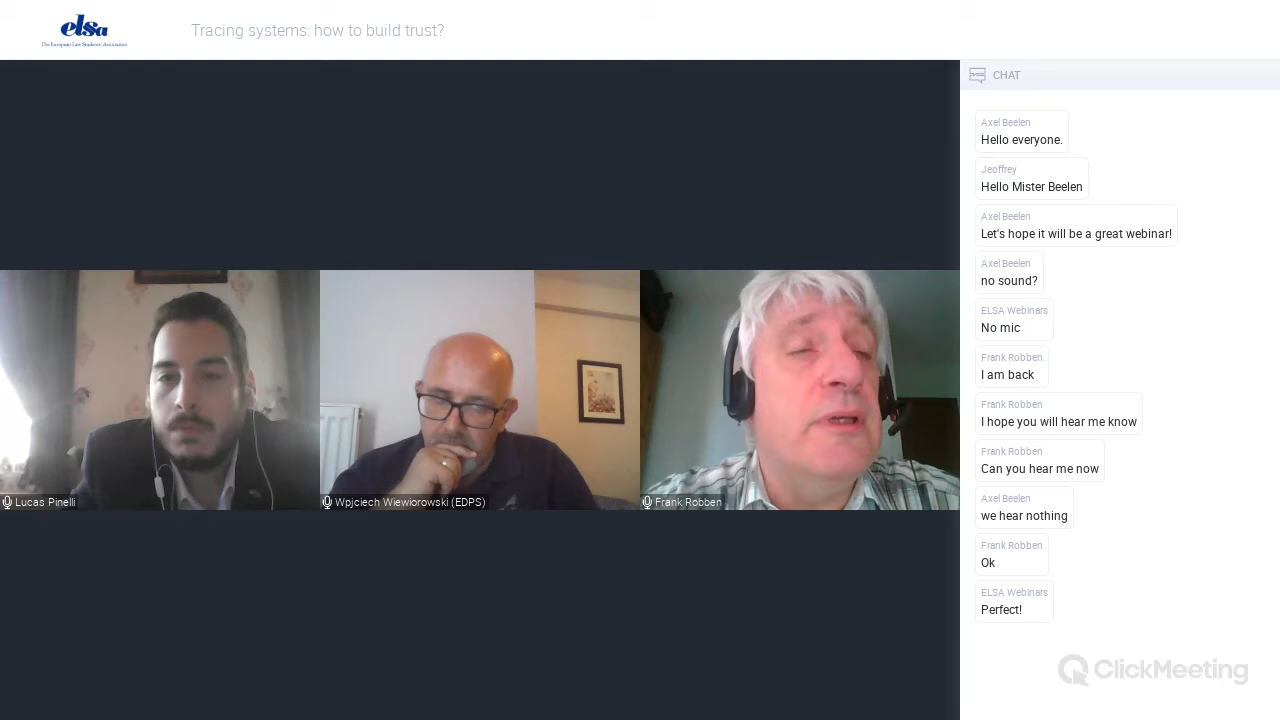 elsa
The European Law Students' Association
Tracing systems: how to build trust?
CHAT
Axel Beelen
Hello everyone.
Jeoffrey
Hello Mister Beelen
Axel Beelen
Let's hope it will be a great webinar!
Axel Beelen
no sound?
ELSA Webinars
No mic
Frank Robben
I am back
Frank Robben
I hope you will hear me know
Frank Robben
Can you hear me now
Axel Beelen
we hear nothing
Frank Robben
Ok
ELSA Webinars
Perfect!
Lucas Pinelli
Wpjciech Wiewiorowski (EDPS)
Frank Robben
ClickMeeting